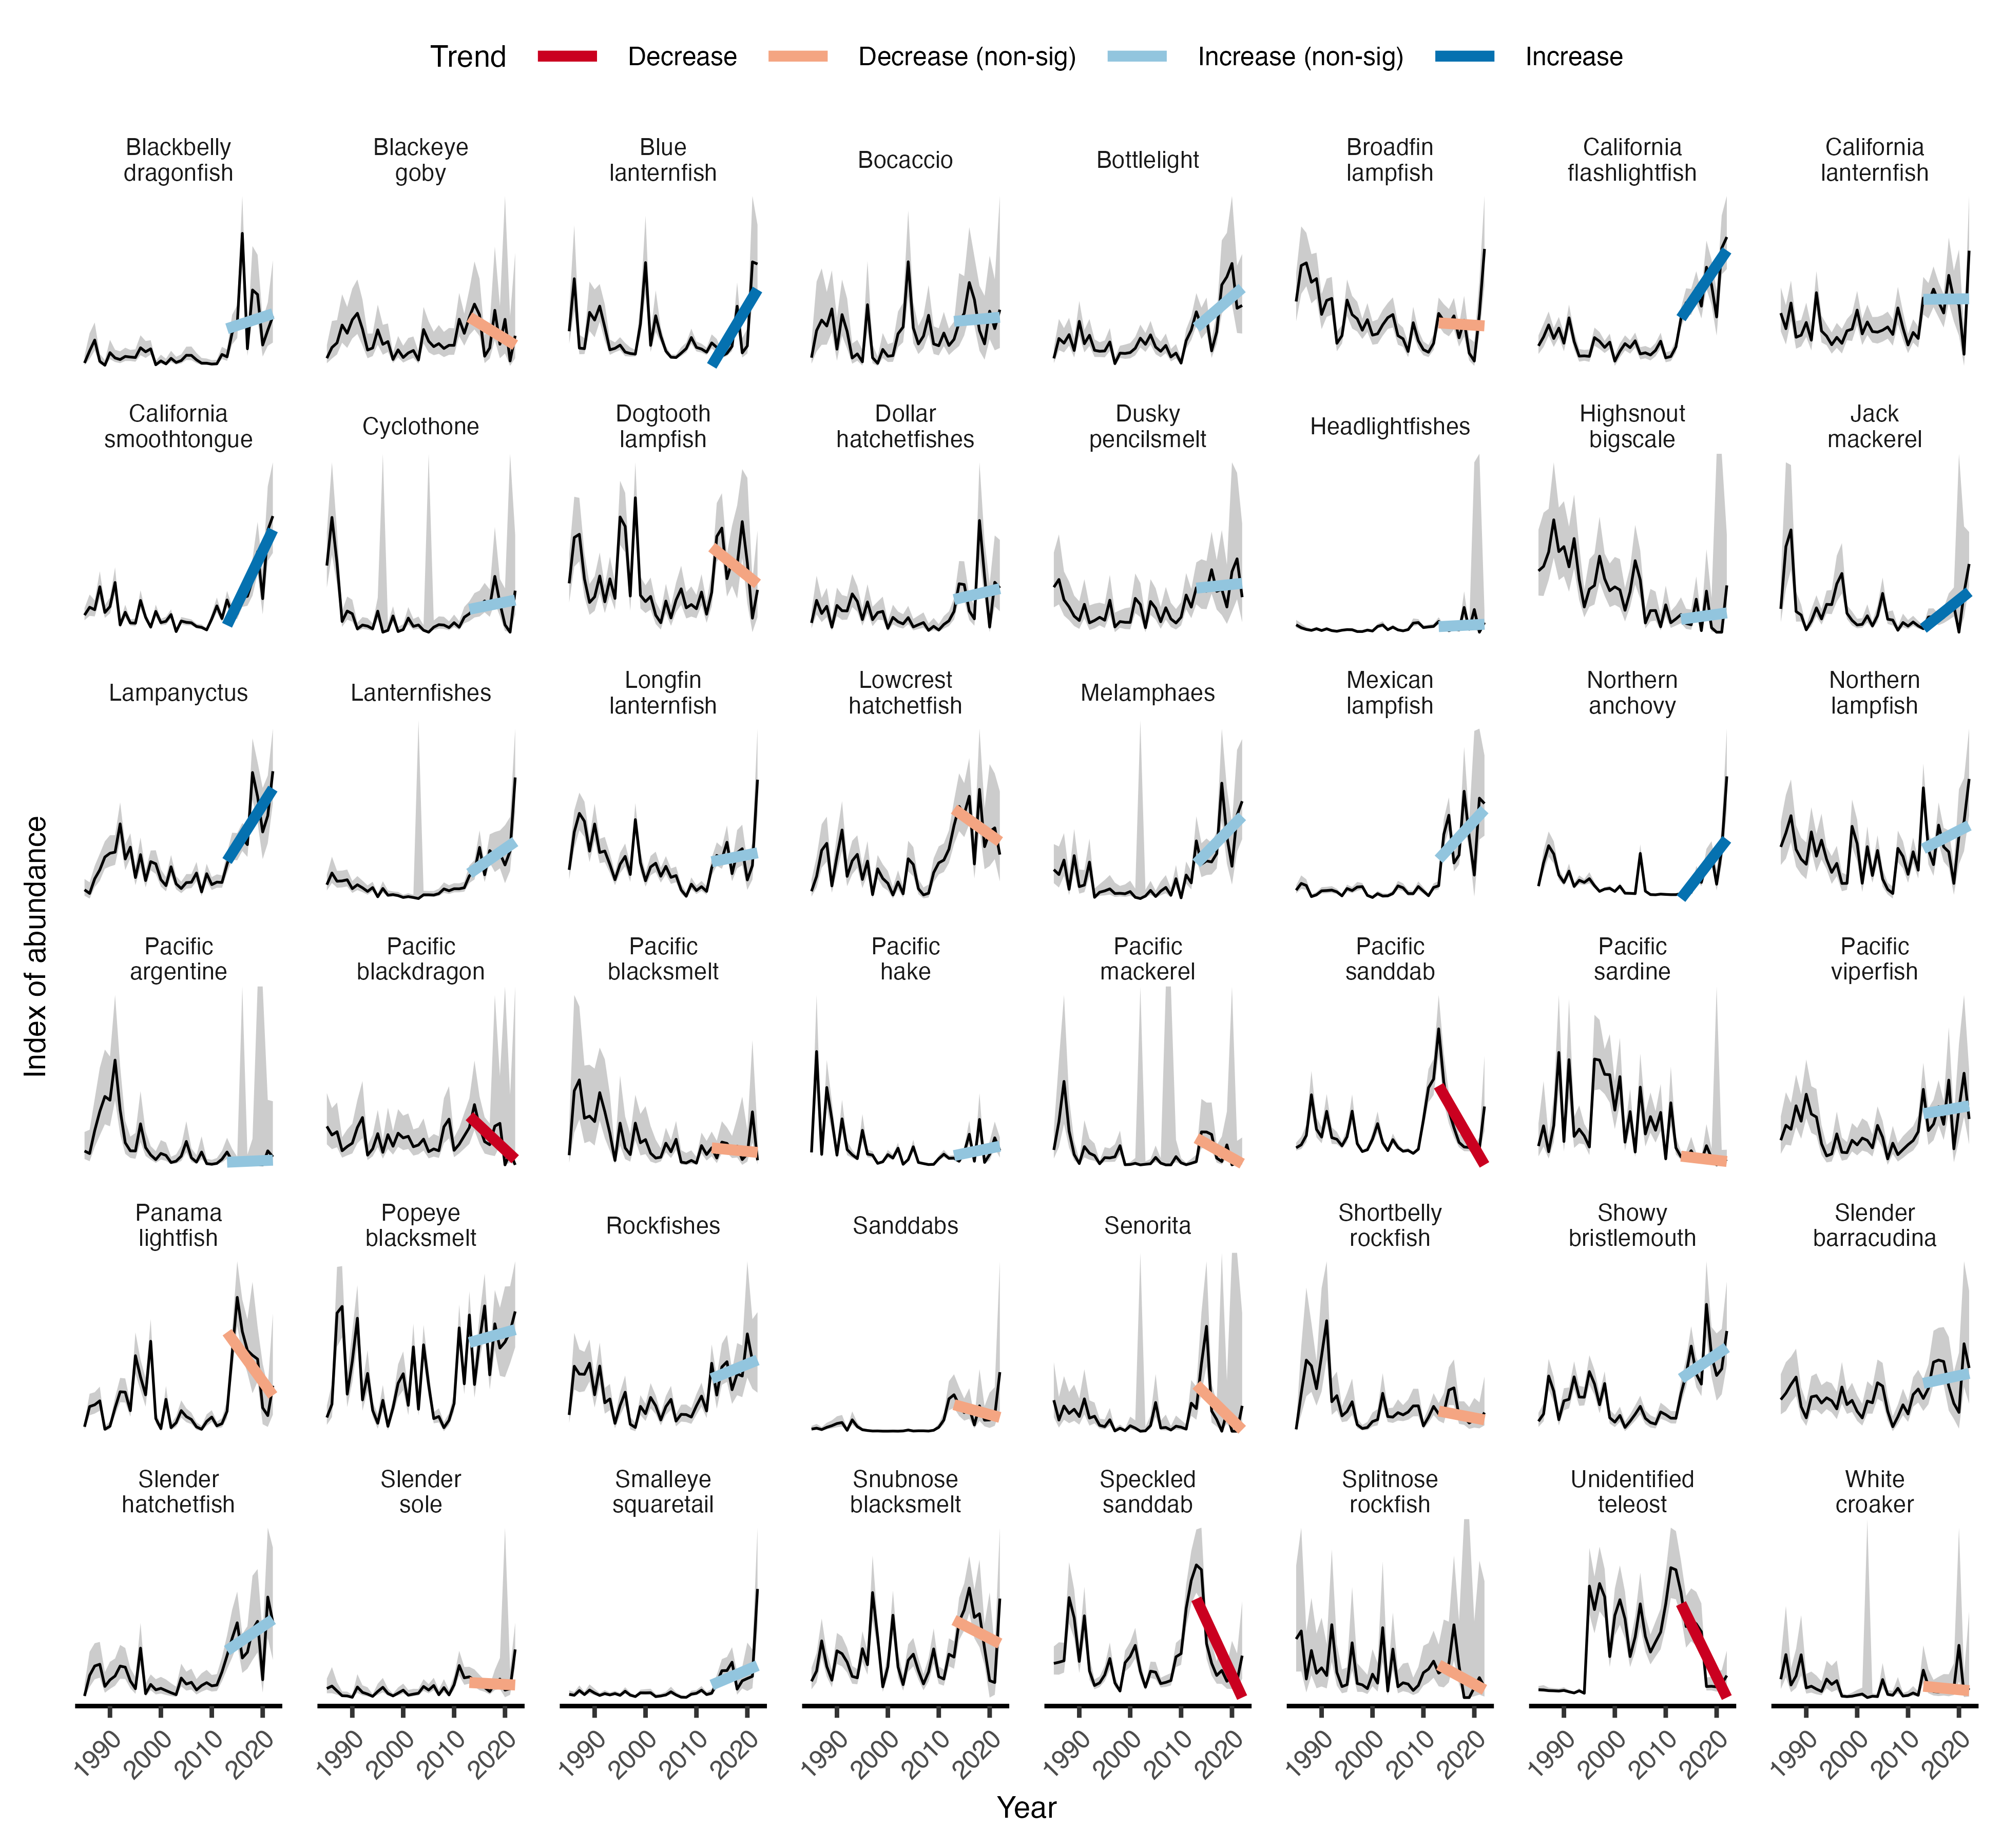 Trend Decrease Decrease (non-sig) Increase (non-sig) Increase
Blackbelly
dragonfish
Blackeye
goby
Blue
lanternfish
Bocaccio
Bottlelight
Broadfin
lampfish
California
flashlightfish
California
lanternfish
California
smoothtongue
Cyclothone
Dogtooth
lampfish
Dollar
hatchetfishes
Dusky
pencilsmelt
Headlightfishes
Highsnout
bigscale
Jack
mackerel
Lampanyctus
Lanternfishes
Longfin
lanternfish
Lowcrest
hatchetfish
Melamphaes
Mexican
lampfish
Northern
anchovy
Northern
lampfish
Pacific
argentine
Pacific
blackdragon
Pacific
blacksmelt
Pacific
hake
Pacific
mackerel
Pacific
sanddab
Pacific
sardine
Pacific
viperfish
Panama
lightfish
Popeye
blacksmelt
Rockfishes
Sanddabs
Senorita
Shortbelly
rockfish
Showy
bristlemouth
Slender
barracudina
Slender
hatchetfish
Slender
sole
Smalleye
squaretail
Snubnose
blacksmelt
Speckled
sanddab
Splitnose
rockfish
Unidentified
teleost
White
croaker
Index of abundance
1990 2000 2010 2020
1990 2000 2010 2020
1990 2000 2010 2020
1990 2000 2010 2020
1990 2000 2010 2020
1990 2000 2010 2020
1990 2000 2010 2020
1990 2000 2010 2020
Year